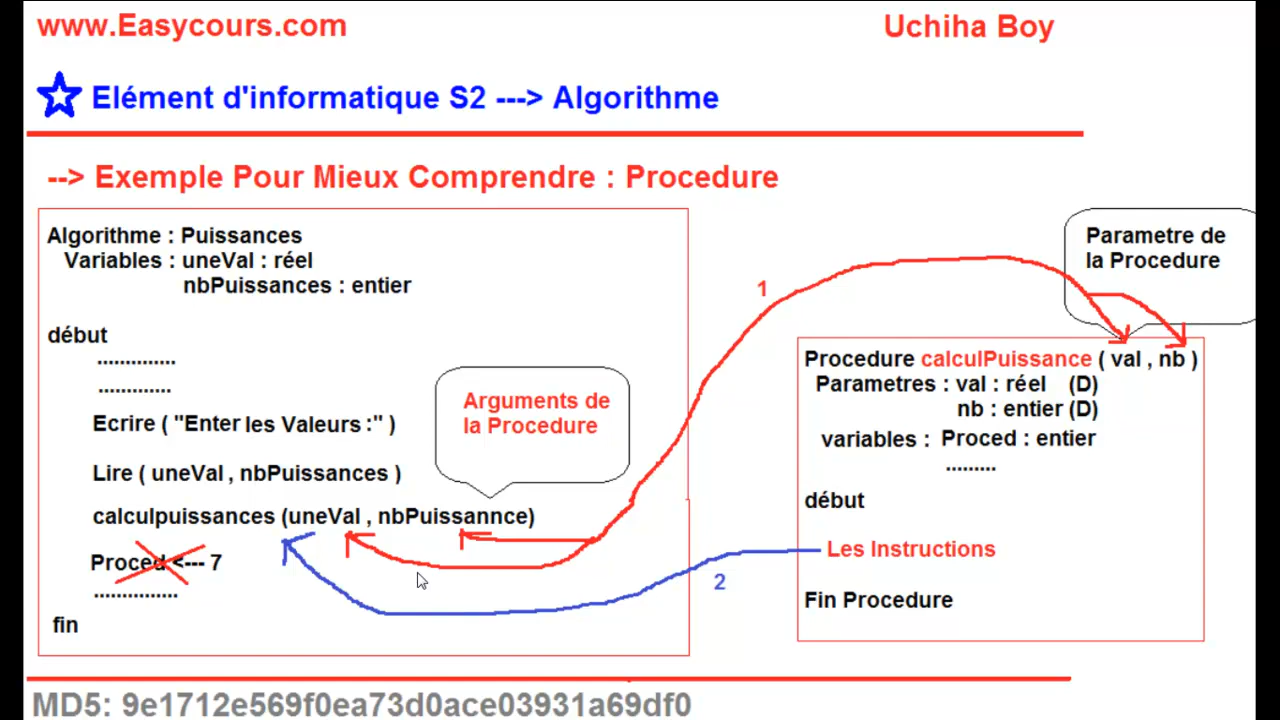 www.Easycours.com
Uchiha Boy
Elément d'informatique S2 ---> Algorithme
--> Exemple Pour Mieux Comprendre : Procedure
Algorithme : Puissances
Variables : uneVal : réel
nbPuissances : entier
début
..............
.............
Ecrire ( "Enter les Valeurs :" )
Lire ( uneVal , nbPuissances )
calculpuissances (uneVal , nbPuissannce)
Proced <--- 7
...............
fin
Arguments de
la Procedure
1
2
Parametre de
la Procedure
Procedure calculPuissance ( val , nb )
Parametres : val : réel (D)
nb : entier (D)
variables : Proced : entier
.........
début
Les Instructions
Fin Procedure
MD5: 9e1712e569f0ea73d0ace03931a69df0